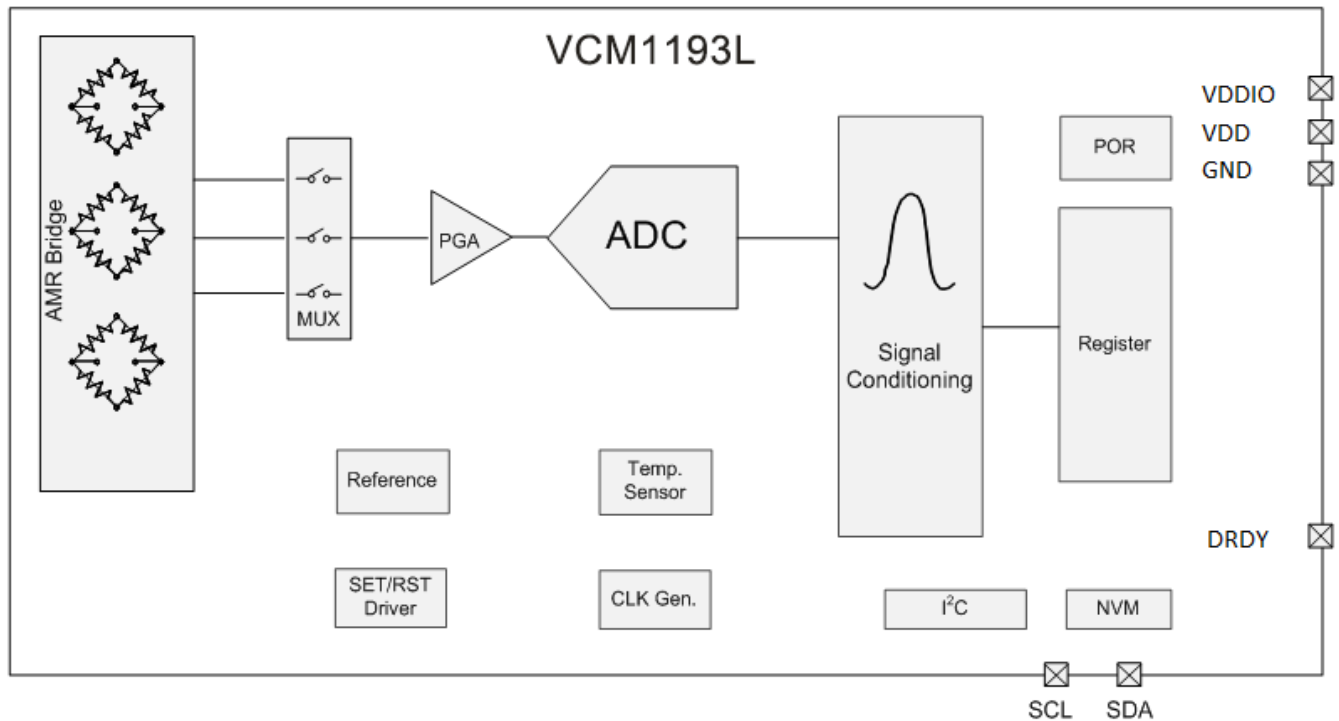 VCM1193L
VDDIO
VDD
GND
POR
AMR Bridge
MUX
PGA
ADC
Signal
Conditioning
Register
Reference
Temp.
Sensor
DRDY
SET/RST
Driver
CLK Gen.
I²C
NVM
SCL
SDA